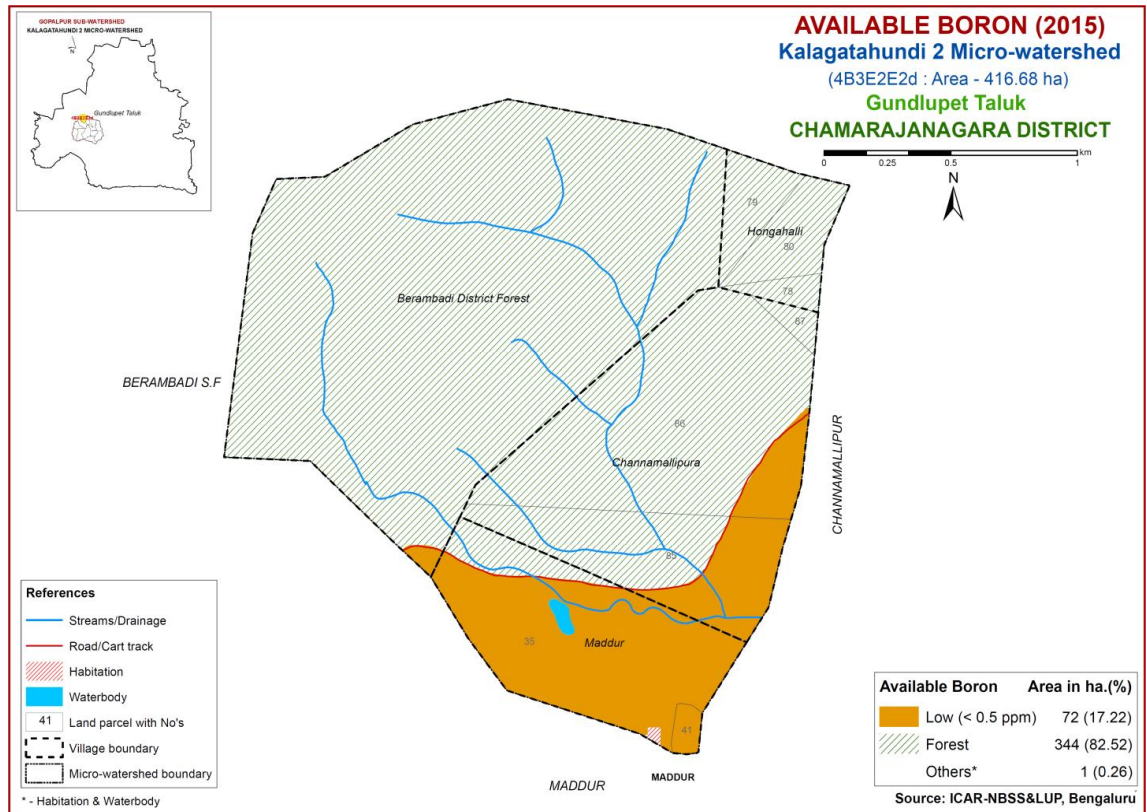 GOPALPUR SUB-WATERSHED
KALAGATAHUNDI 2 MICRO-WATERSHED
N
Gundlupet Taluk
AVAILABLE BORON (2015)
Kalagatahundi 2 Micro-watershed
(4B3E2E2d : Area - 416.68 ha)
Gundlupet Taluk
CHAMARAJANAGARA DISTRICT
km
0 0.25 0.5 1
N
79
Hongahalli
80
78
87
Berambadi District Forest
BERAMBADI S.F
CHANNAMALLIPUR
Channamallipura
85
35
Maddur
41
MADDUR
MADDUR
References
Streams/Drainage
Road/Cart track
Habitation
Waterbody
41 Land parcel with No's
Village boundary
Micro-watershed boundary
* - Habitation & Waterbody
Available Boron Area in ha.(%)
Low (< 0.5 ppm) 72 (17.22)
Forest 344 (82.52)
Others* 1 (0.26)
Source: ICAR-NBSS&LUP, Bengaluru